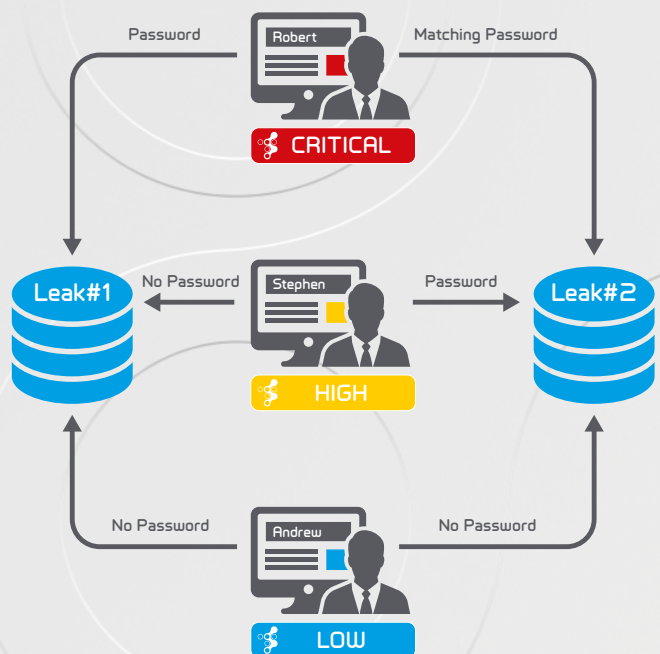 Password
Robert
Matching Password
CRITICAL
Leak#1
No Password
Stephen
Password
Leak#2
HIGH
No Password
Andrew
No Password
LOW